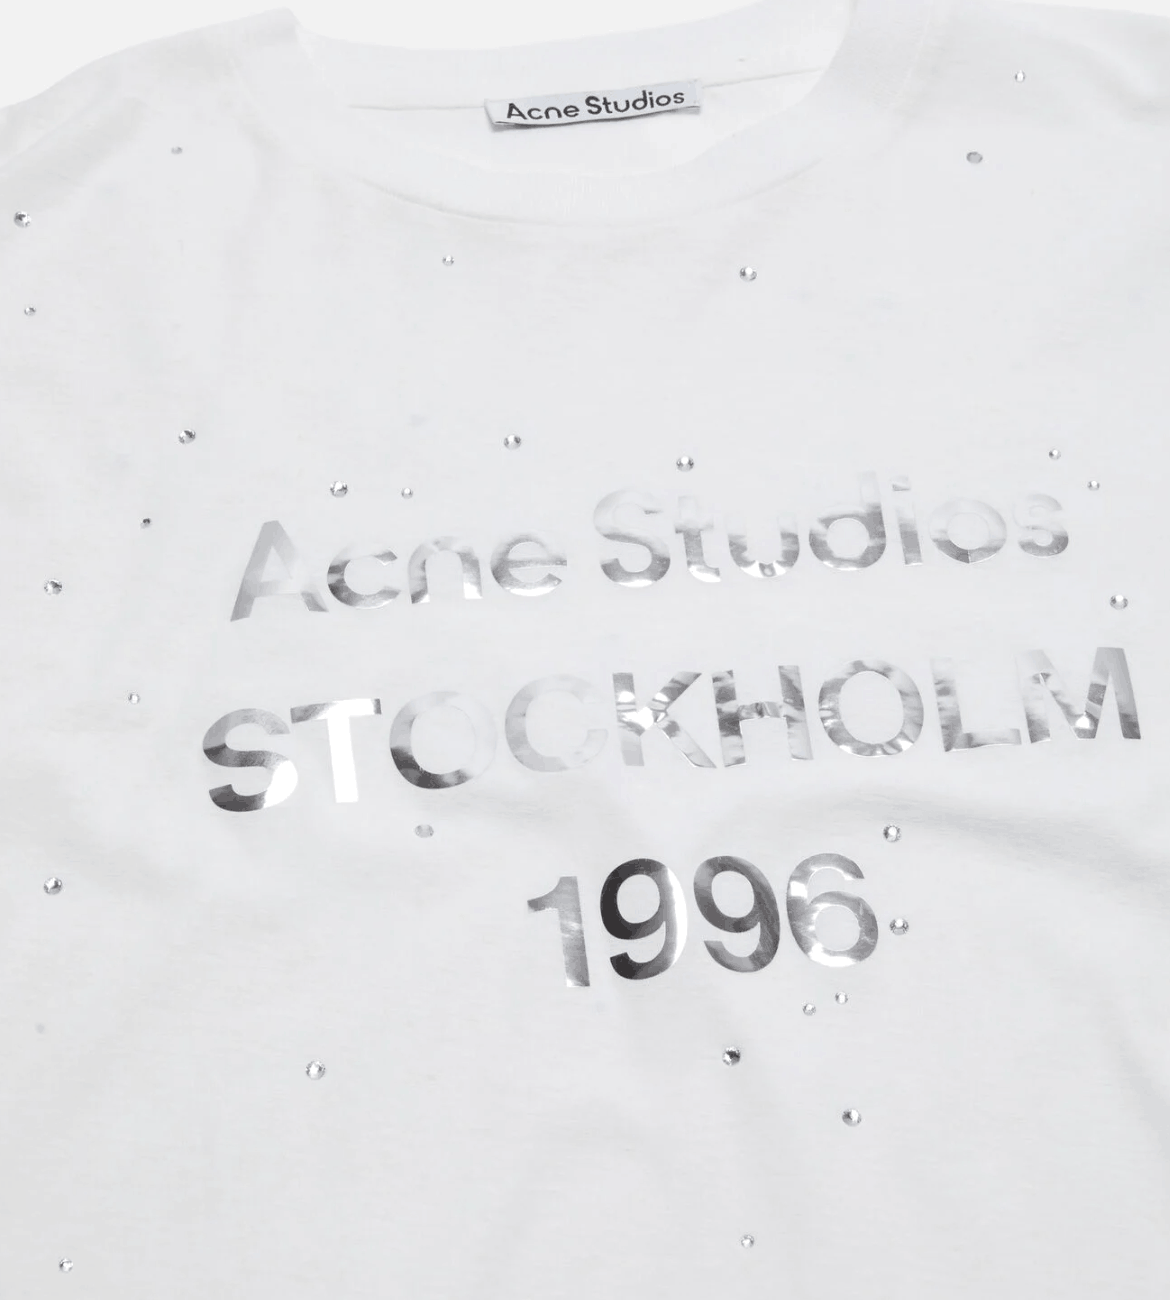 Acne Studios
Acne Studios
STOCKHOLM
1996